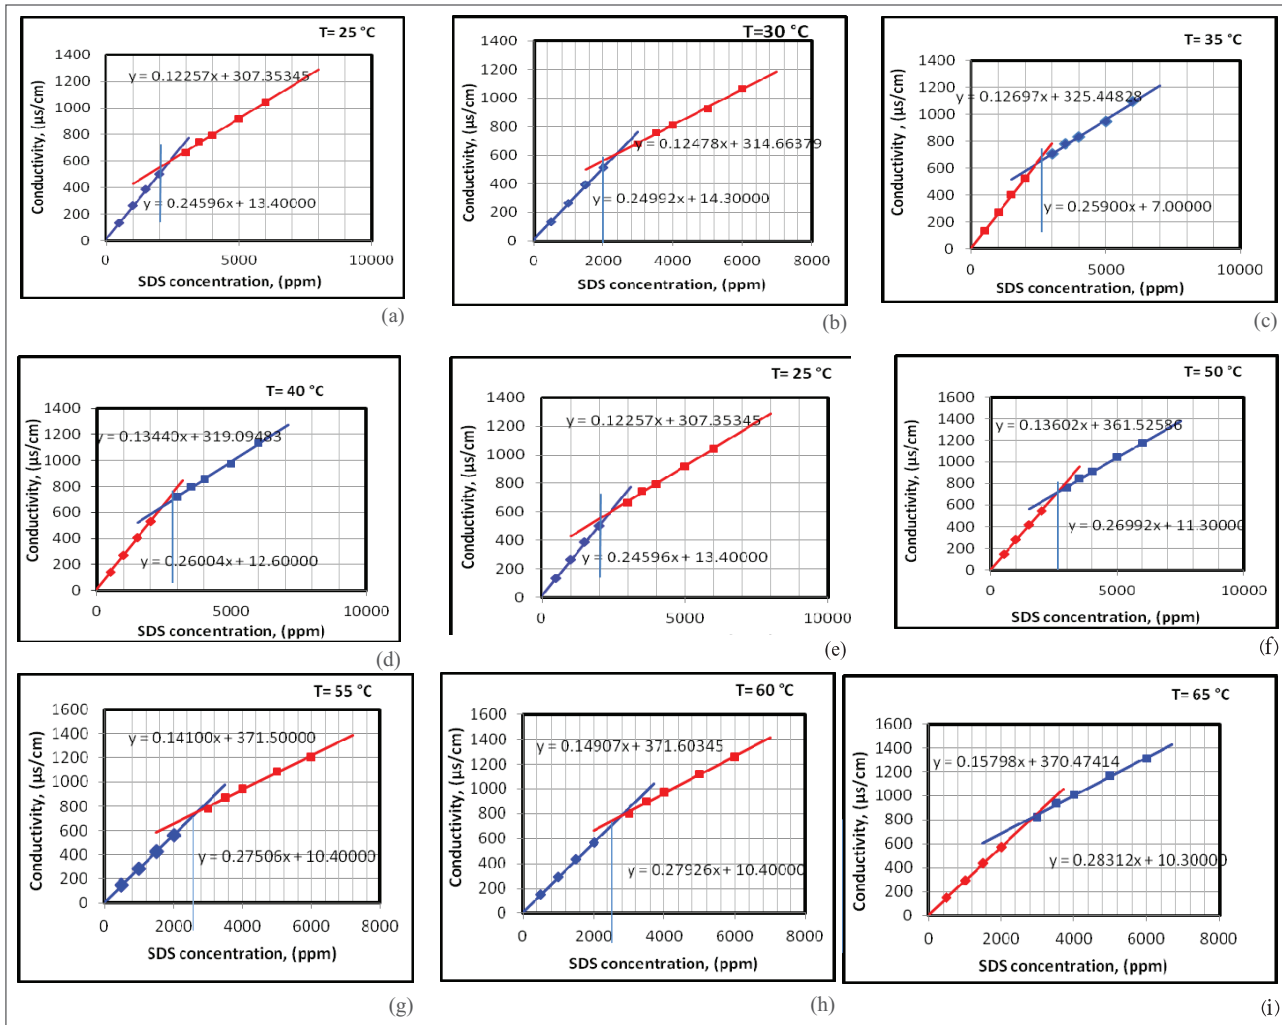 T= 25 °C
1400
1200
1000
800
600
400
200
0
Conductivity, (µs/cm)
y = 0.12257x + 307.35345
y = 0.24596x + 13.40000
0 5000 10000
SDS concentration, (ppm)
(a)
T=30 °C
1400
1200
1000
800
600
400
200
0
Conductivity, (µs/cm)
y = 0.12478x + 314.66379
y = 0.24992x + 14.30000
0 2000 4000 6000 8000
SDS concentration, (ppm)
(b)
T= 35 °C
1400
1200
1000
800
600
400
200
0
Conductivity , (µs/cm)
y = 0.12697x + 325.44828
y = 0.25900x + 7.00000
0 5000 10000
SDS concentration, (ppm)
(c)
T= 40 °C
1400
1200
1000
800
600
400
200
0
Conductivity, (µs/cm)
y = 0.13440x + 319.09483
y = 0.26004x + 12.60000
0 5000 10000
SDS concentration, (ppm)
(d)
T= 25 °C
1400
1200
1000
800
600
400
200
0
Conductivity, (µs/cm)
y = 0.12257x + 307.35345
y = 0.24596x + 13.40000
0 5000 10000
(e)
T= 50 °C
1600
1400
1200
1000
800
600
400
200
0
Conductivity, (µs/cm)
y = 0.13602x + 361.52586
y = 0.26992x + 11.30000
0 5000 10000
SDS concentration, (ppm)
(f)
T= 55 °C
1600
1400
1200
1000
800
600
400
200
0
Conductivity, (µs/cm)
y = 0.14100x + 371.50000
y = 0.27506x + 10.40000
0 2000 4000 6000 8000
SDS concentration, (ppm)
(g)
T= 60 °C
1600
1400
1200
1000
800
600
400
200
0
Conductivity, (µs/cm)
y = 0.14907x + 371.60345
y = 0.27926x + 10.40000
0 2000 4000 6000 8000
SDS concentration, (ppm)
(h)
T= 65 °C
1600
1400
1200
1000
800
600
400
200
0
Conductivity, (µs/cm)
y = 0.15798x + 370.47414
y = 0.28312x + 10.30000
0 2000 4000 6000 8000
SDS concentration, (ppm)
(i)